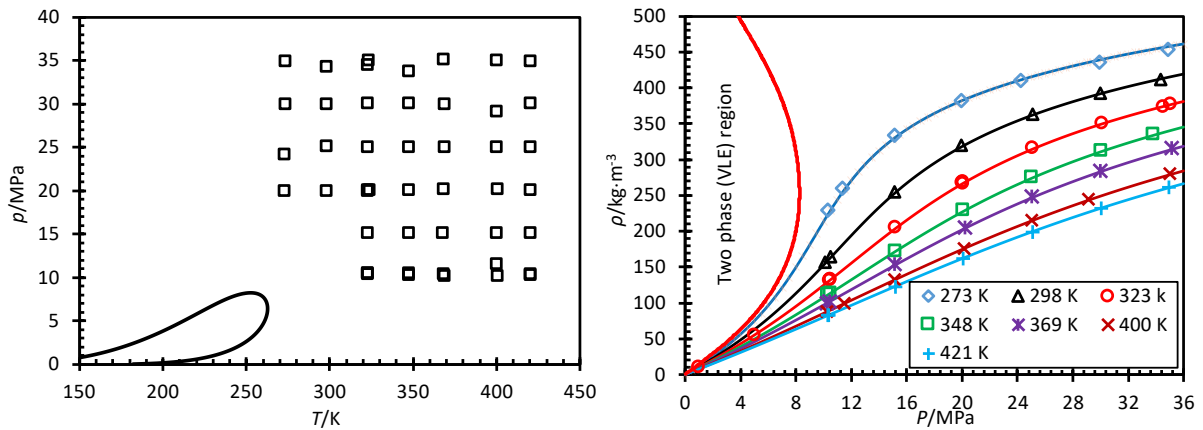 40
35
30
25
20
15
10
5
0
p/MPa
150 200 250 300 350 400 450
T/K
500
450
400
350
300
250
200
150
100
50
0
ρ/kg·m⁻³
Two phase (VLE) region
273 K 298 K 323 k
348 K 369 K 400 K
421 K
0 4 8 12 16 20 24 28 32 36
P/MPa